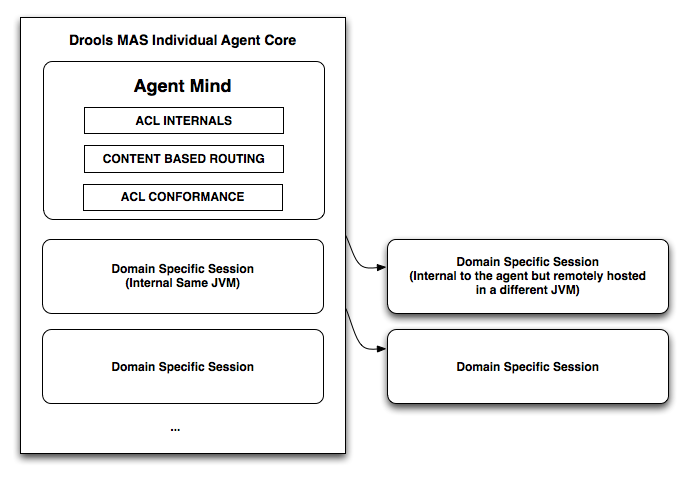 Drools MAS Individual Agent Core
Agent Mind
ACL INTERNALS
CONTENT BASED ROUTING
ACL CONFORMANCE
Domain Specific Session
(Internal Same JVM)
Domain Specific Session
...
Domain Specific Session
(Internal to the agent but remotely hosted
in a different JVM)
Domain Specific Session